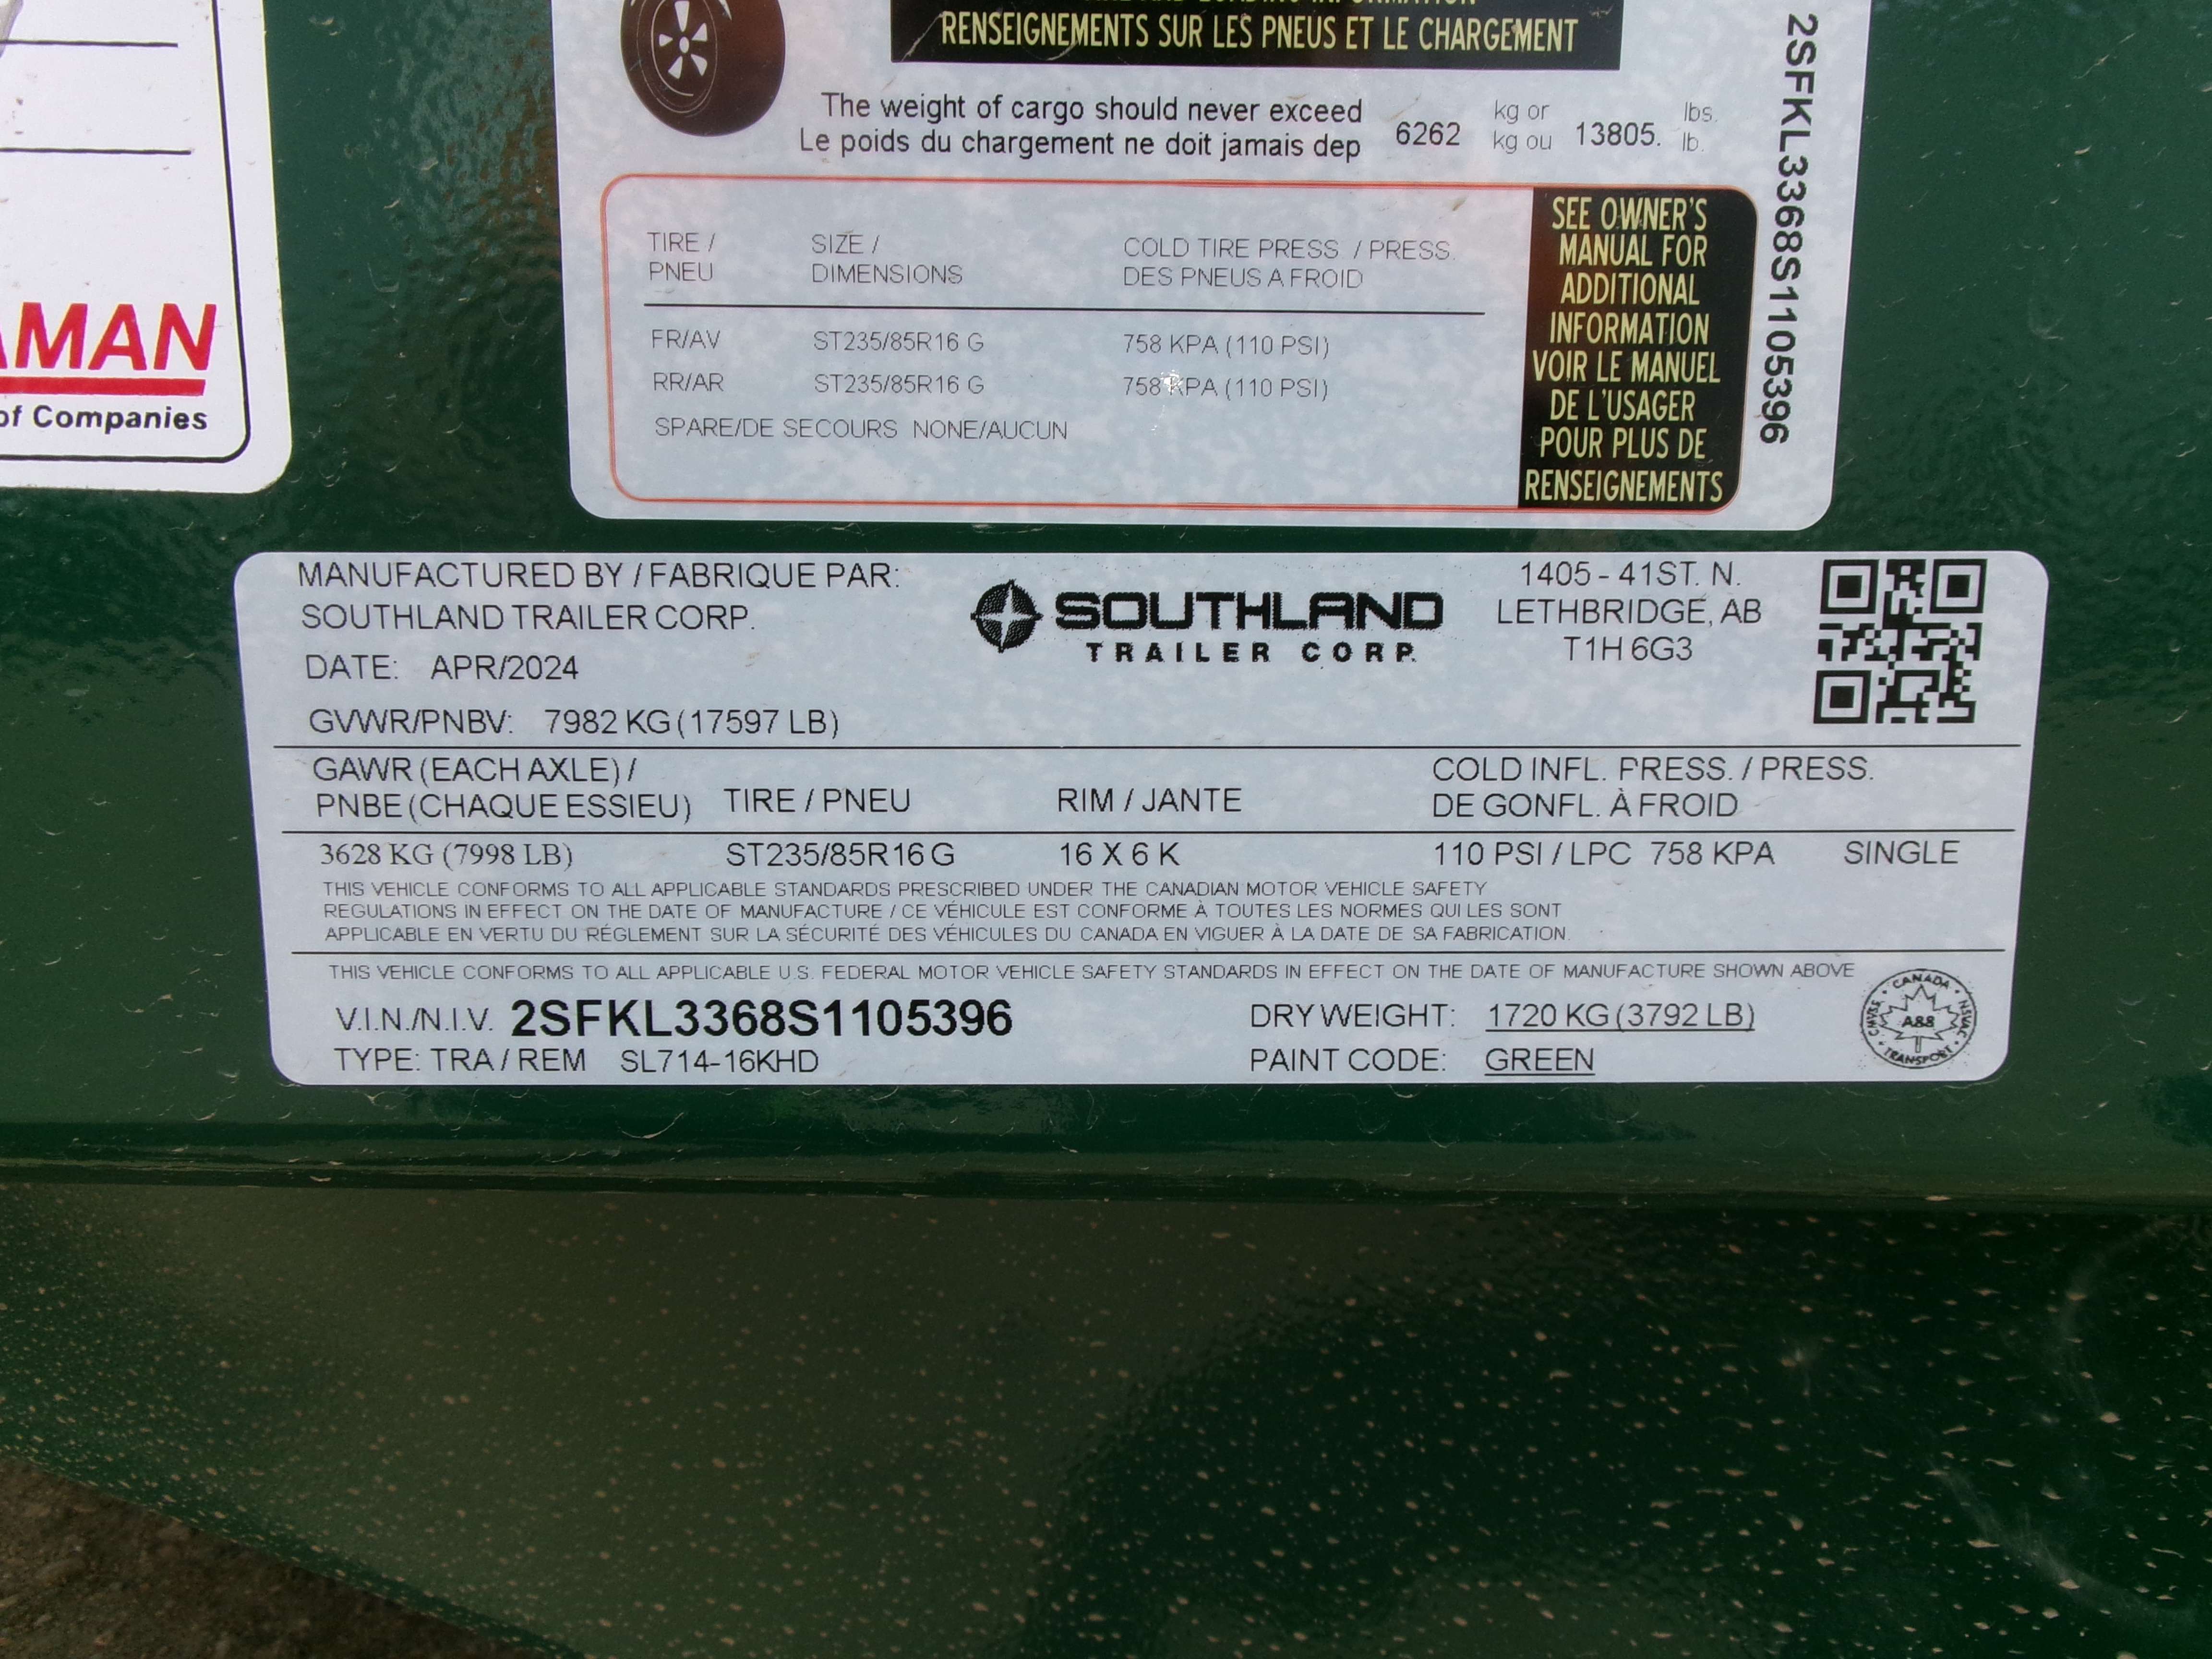 RENSEIGNEMENTS SUR LES PNEUS ET LE CHARGEMENT
The weight of cargo should never exceed
Le poids du chargement ne doit jamais dep
6262 kg or 13805. lbs.
kg ou lb.
TIRE / SIZE / COLD TIRE PRESS. / PRESS.
PNEU DIMENSIONS DES PNEUS A FROID
FR/AV ST235/85R16 G 758 KPA (110 PSI)
RR/AR ST235/85R16 G 758 KPA (110 PSI)
SPARE/DE SECOURS NONE/AUCUN
SEE OWNER'S
MANUAL FOR
ADDITIONAL
INFORMATION
VOIR LE MANUEL
DE L'USAGER
POUR PLUS DE
RENSEIGNEMENTS
2SFKL3368S1105396
of Companies
MANUFACTURED BY / FABRIQUE PAR:
SOUTHLAND TRAILER CORP.
DATE: APR/2024
GVWR/PNBV: 7982 KG (17597 LB)
SOUTHLAND
TRAILER CORP.
1405 - 41ST. N.
LETHBRIDGE, AB
T1H 6G3
GAWR (EACH AXLE) /
PNBE (CHAQUE ESSIEU) TIRE / PNEU RIM / JANTE
COLD INFL. PRESS. / PRESS.
DE GONFL. À FROID
3628 KG (7998 LB) ST235/85R16 G 16 X 6 K 110 PSI / LPC 758 KPA SINGLE
THIS VEHICLE CONFORMS TO ALL APPLICABLE STANDARDS PRESCRIBED UNDER THE CANADIAN MOTOR VEHICLE SAFETY
REGULATIONS IN EFFECT ON THE DATE OF MANUFACTURE / CE VÉHICULE EST CONFORME À TOUTES LES NORMES QUI LES SONT
APPLICABLE EN VERTU DU RÉGLEMENT SUR LA SÉCURITÉ DES VÉHICULES DU CANADA EN VIGUER À LA DATE DE SA FABRICATION.
THIS VEHICLE CONFORMS TO ALL APPLICABLE U.S. FEDERAL MOTOR VEHICLE SAFETY STANDARDS IN EFFECT ON THE DATE OF MANUFACTURE SHOWN ABOVE
V.I.N./N.I.V. 2SFKL3368S1105396 DRY WEIGHT: 1720 KG (3792 LB)
TYPE: TRA / REM SL714-16KHD PAINT CODE: GREEN
CANADA
CMVSS A88 NSVAC
TRANSPORT